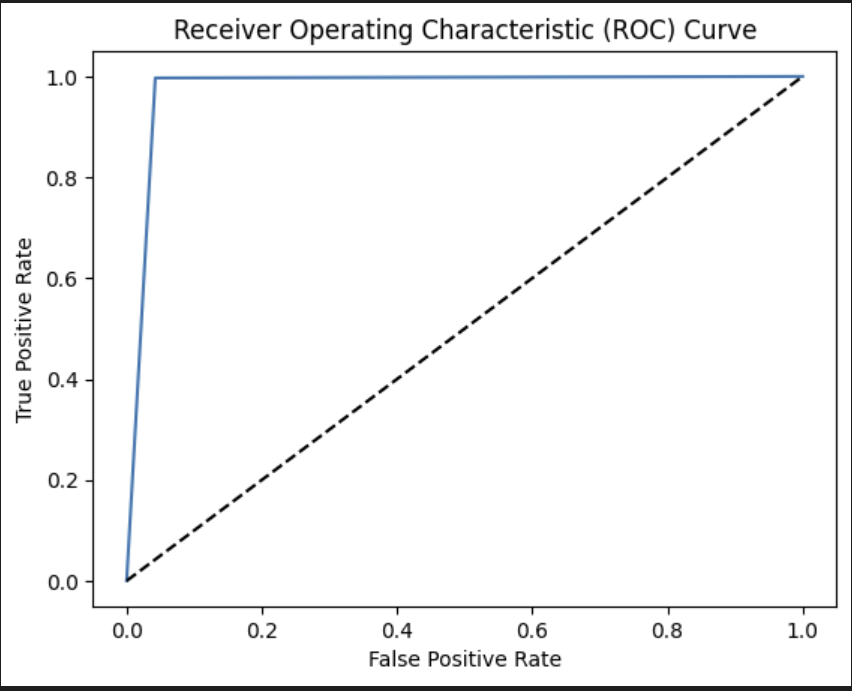 Receiver Operating Characteristic (ROC) Curve
1.0
0.8
0.6
0.4
0.2
0.0
True Positive Rate
0.0 0.2 0.4 0.6 0.8 1.0
False Positive Rate